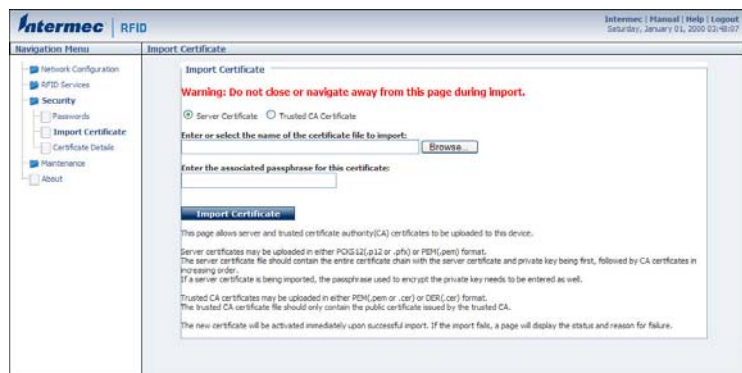 Intermec RFID
Intermec | Manual | Help | Logout
Saturday, January 01, 2000 03:48:07
Navigation Menu
Import Certificate
Network Configuration
RFID Services
Security
Passwords
Import Certificate
Certificate Details
Maintenance
About
Import Certificate
Warning: Do not close or navigate away from this page during import.
Server Certificate Trusted CA Certificate
Enter or select the name of the certificate file to import:
Browse...
Enter the associated passphrase for this certificate:
Import Certificate
This page allows server and trusted certificate authority(CA) certificates to be uploaded to this device.
Server certificates may be uploaded in either PCKS12(.p12 or .pfx) or PEM(.pem) format.
The server certificate file should contain the entire certificate chain with the server certificate and private key being first, followed by CA certificates in
increasing order.
If a server certificate is being imported, the passphrase used to encrypt the private key needs to be entered as well.
Trusted CA certificates may be uploaded in either PEM(.pem or .cer) or DER(.cer) format.
The trusted CA certificate file should only contain the public certificate issued by the trusted CA.
The new certificate will be activated immediately upon successful import. If the import fails, a page will display the status and reason for failure.